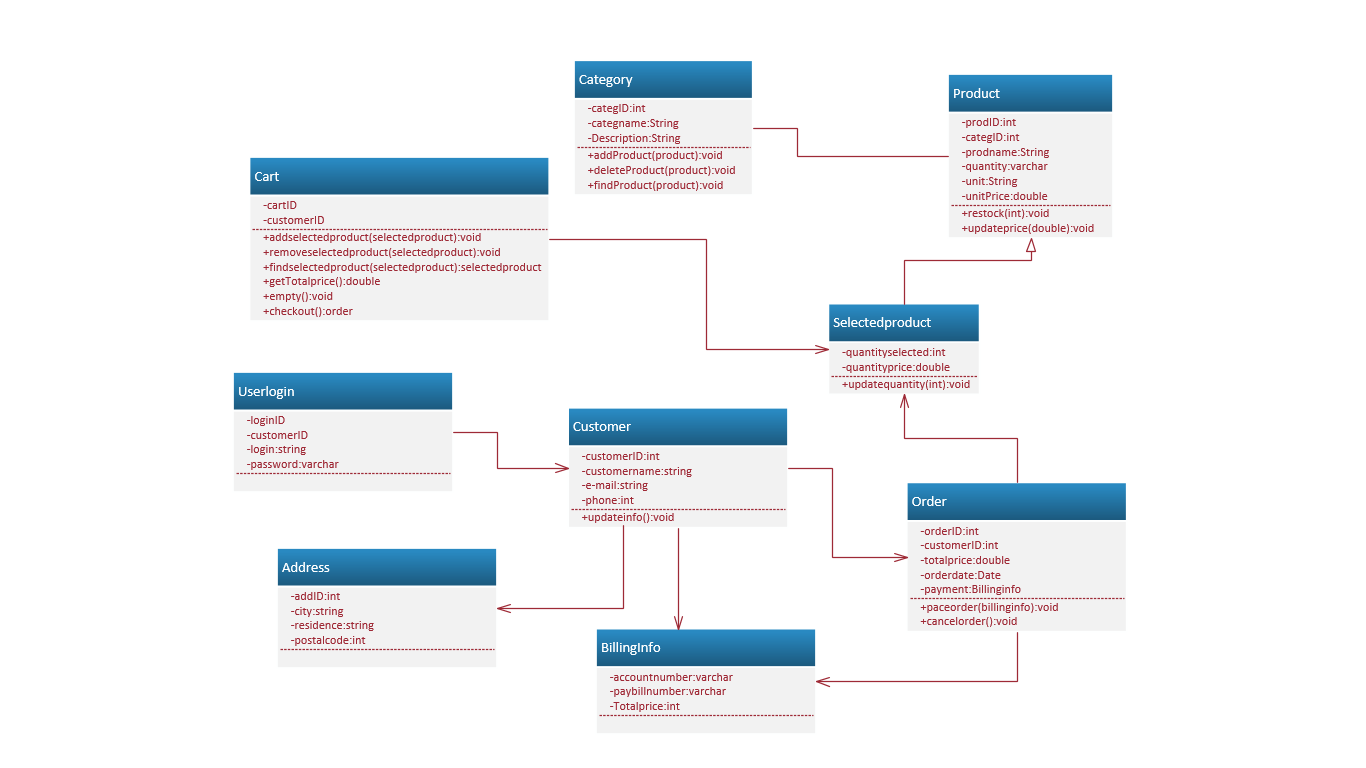 Category
-categID:int
-categname:String
-Description:String
+addProduct(product):void
+deleteProduct(product):void
+findProduct(product):void
Product
-prodID:int
-categID:int
-prodname:String
-quantity:varchar
-unit:String
-unitPrice:double
+restock(int):void
+updateprice(double):void
Cart
-cartID
-customerID
+addselectedproduct(selectedproduct):void
+removeselectedproduct(selectedproduct):void
+findselectedproduct(selectedproduct):selectedproduct
+getTotalprice():double
+empty():void
+checkout():order
Selectedproduct
-quantityselected:int
-quantityprice:double
+updatequantity(int):void
Userlogin
-loginID
-customerID
-login:string
-password:varchar
Customer
-customerID:int
-customername:string
-e-mail:string
-phone:int
+updateinfo():void
Order
-orderID:int
-customerID:int
-totalprice:double
-orderdate:Date
-payment:Billinginfo
+paceorder(billinginfo):void
+cancelorder():void
Address
-addID:int
-city:string
-residence:string
-postalcode:int
BillingInfo
-accountnumber:varchar
-paybillnumber:varchar
-Totalprice:int